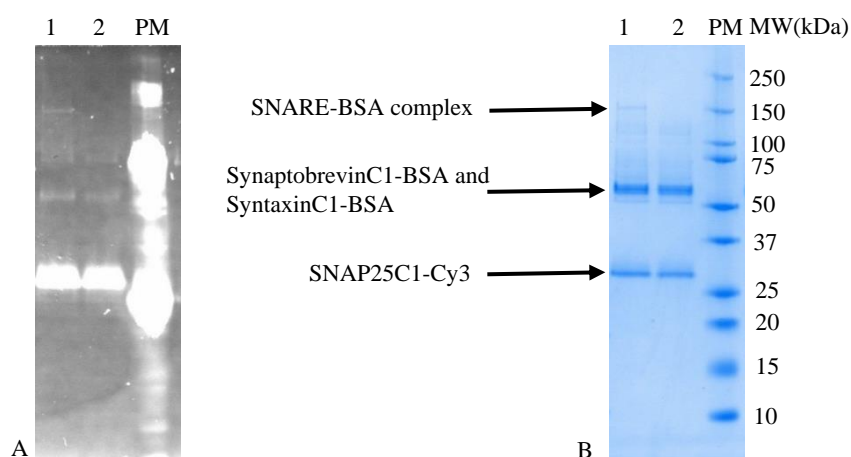 1 2 PM
1 2 PM MW(kDa)
SNARE-BSA complex
SynaptobrevinC1-BSA and
SyntaxinC1-BSA
SNAP25C1-Cy3
250
150
100
75
50
37
25
20
15
10
A
B